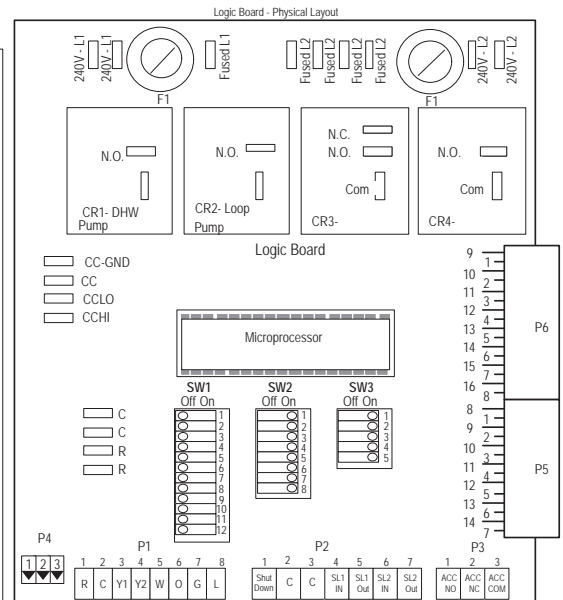 Logic Board - Physical Layout
240V - L1
240V - L1
Fused L1
Fused L2
Fused L2
Fused L2
Fused L2
240V - L2
240V - L2
F1
F1
N.O.
CR1- DHW
Pump
N.O.
CR2- Loop
Pump
N.C.
N.O.
Com
CR3-
N.O.
Com
CR4-
Logic Board
CC-GND
CC
CCLO
CCHI
Microprocessor
SW1
Off On
1
2
3
4
5
6
7
8
9
10
11
12
SW2
Off On
1
2
3
4
5
6
7
8
SW3
Off On
1
2
3
4
5
C
C
R
R
9
1
10
2
11
3
12
4
13
5
14
6
15
7
16
8
P6
8
1
9
2
10
3
11
4
12
5
13
6
14
7
P5
P4
1 2 3
P1
1 2 3 4 5 6 7 8
R C Y1 Y2 W O G L
P2
1 2 3 4 5 6 7
Shut Down C C SL1 IN SL1 Out SL2 IN SL2 Out
P3
1 2 3
ACC NO ACC NC ACC COM